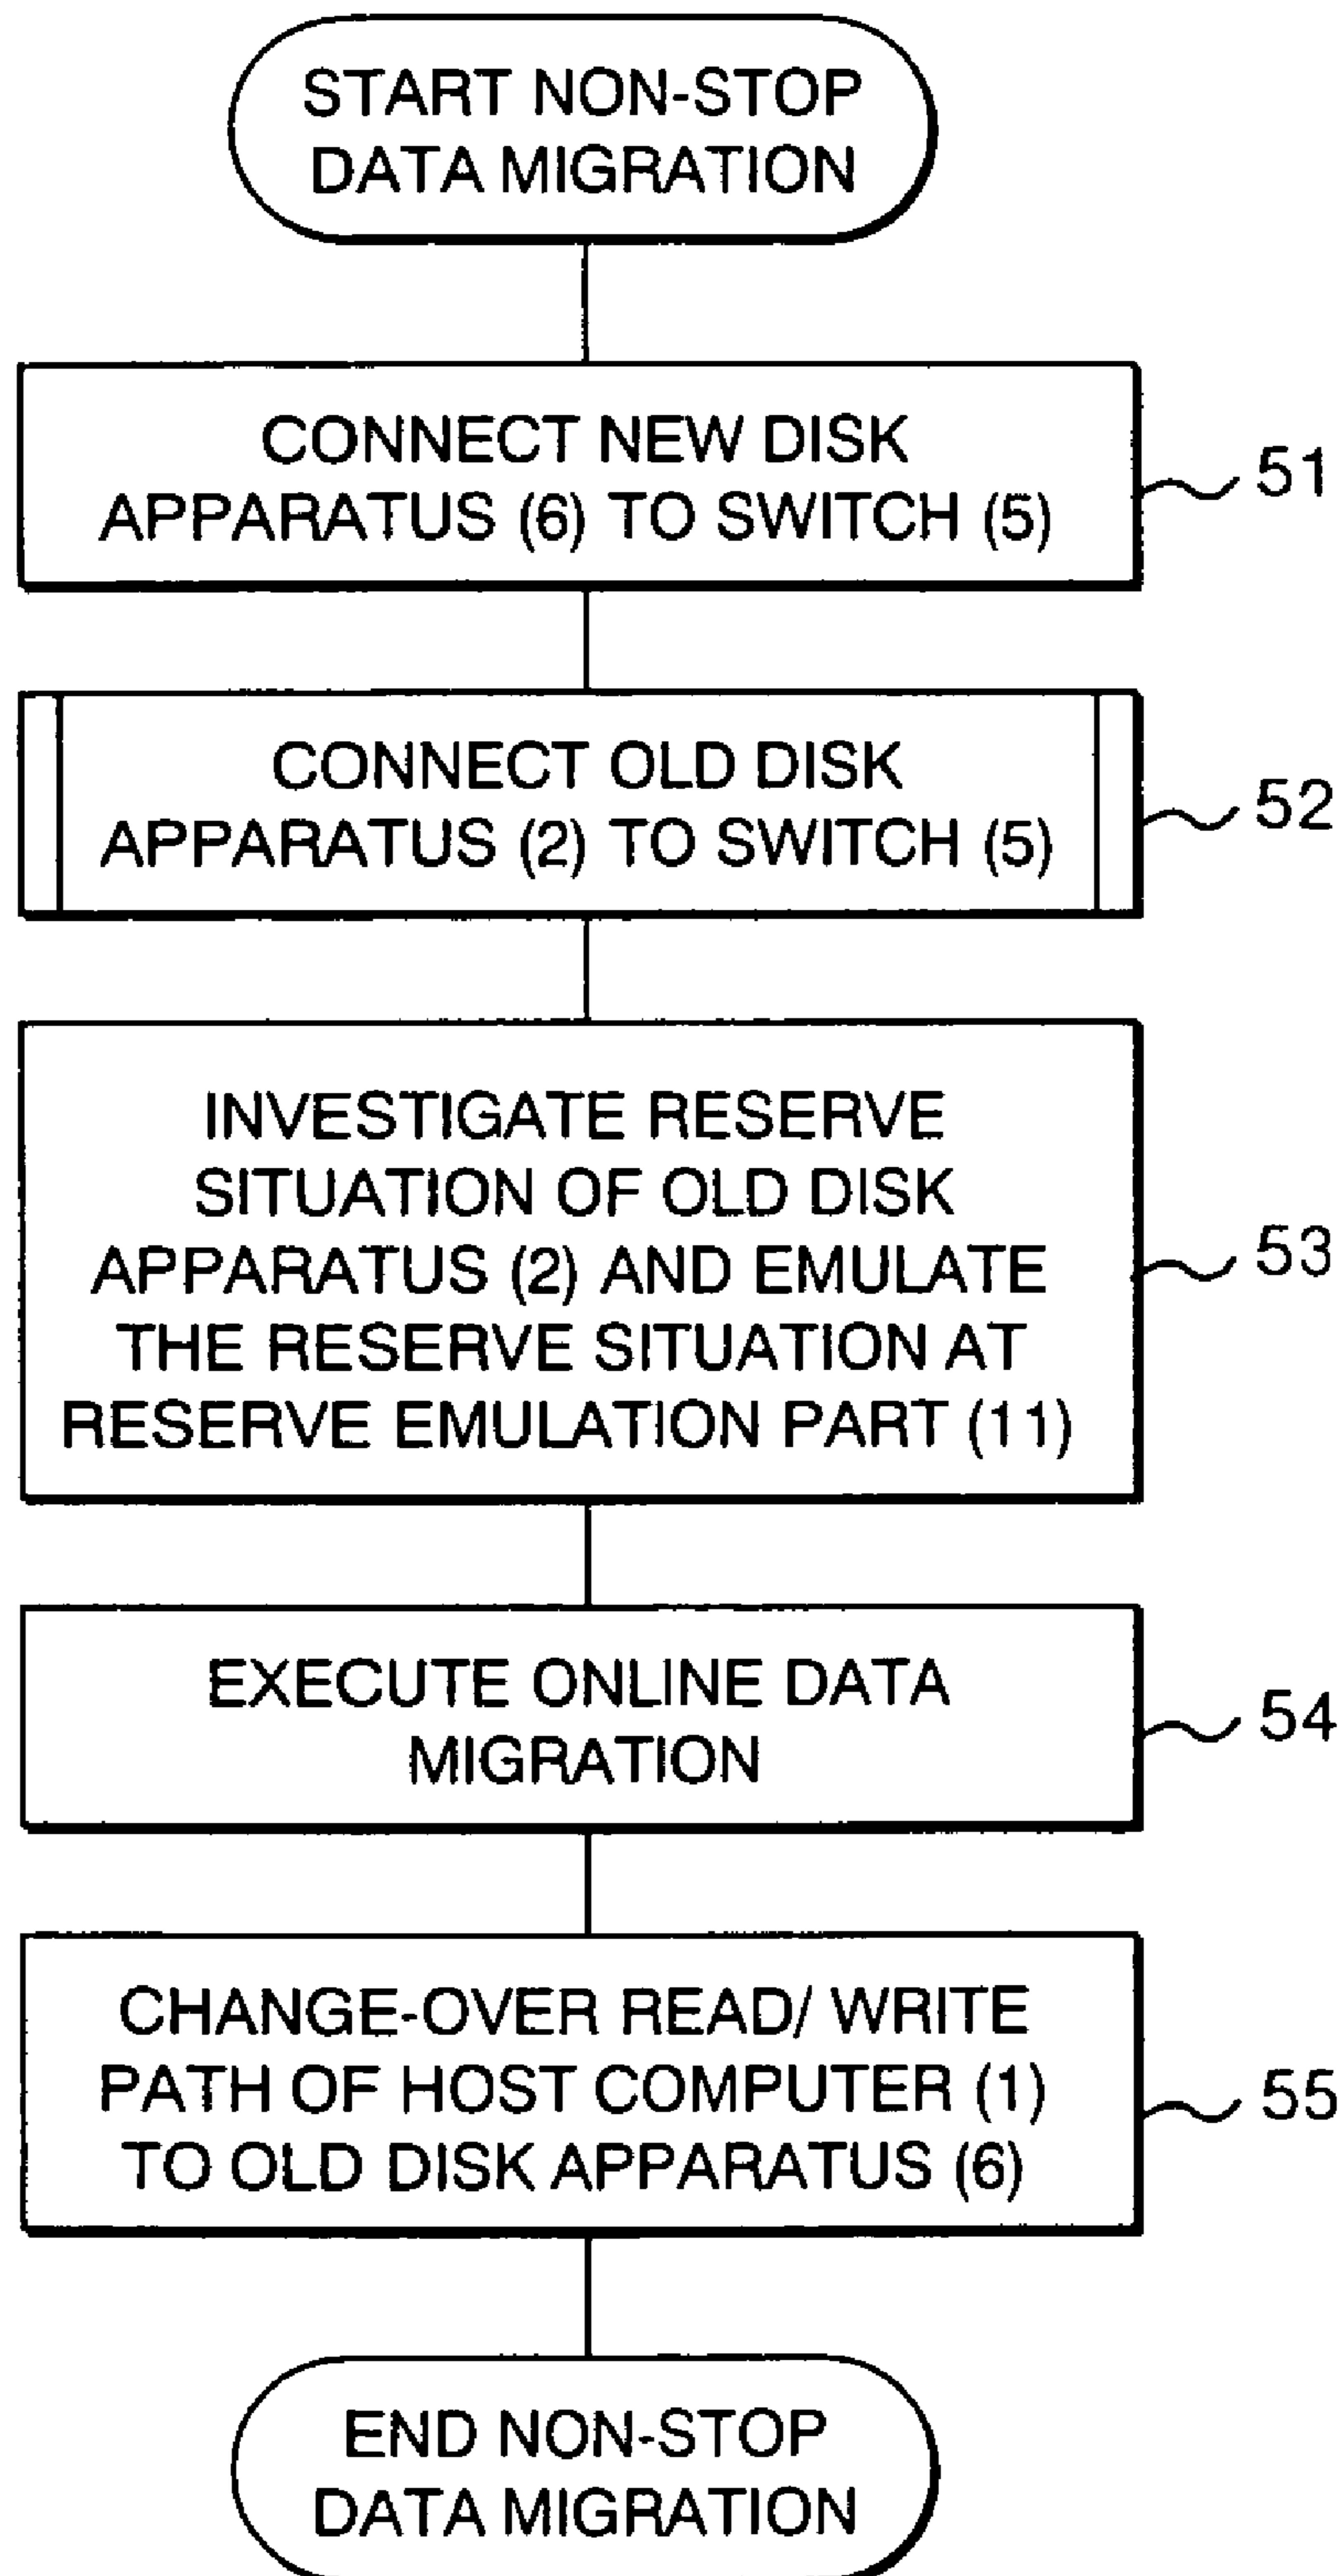 START NON-STOP
DATA MIGRATION
CONNECT NEW DISK
APPARATUS (6) TO SWITCH (5)
51
CONNECT OLD DISK
APPARATUS (2) TO SWITCH (5)
52
INVESTIGATE RESERVE
SITUATION OF OLD DISK
APPARATUS (2) AND EMULATE
THE RESERVE SITUATION AT
RESERVE EMULATION PART (11)
53
EXECUTE ONLINE DATA
MIGRATION
54
CHANGE-OVER READ/ WRITE
PATH OF HOST COMPUTER (1)
TO OLD DISK APPARATUS (6)
55
END NON-STOP
DATA MIGRATION